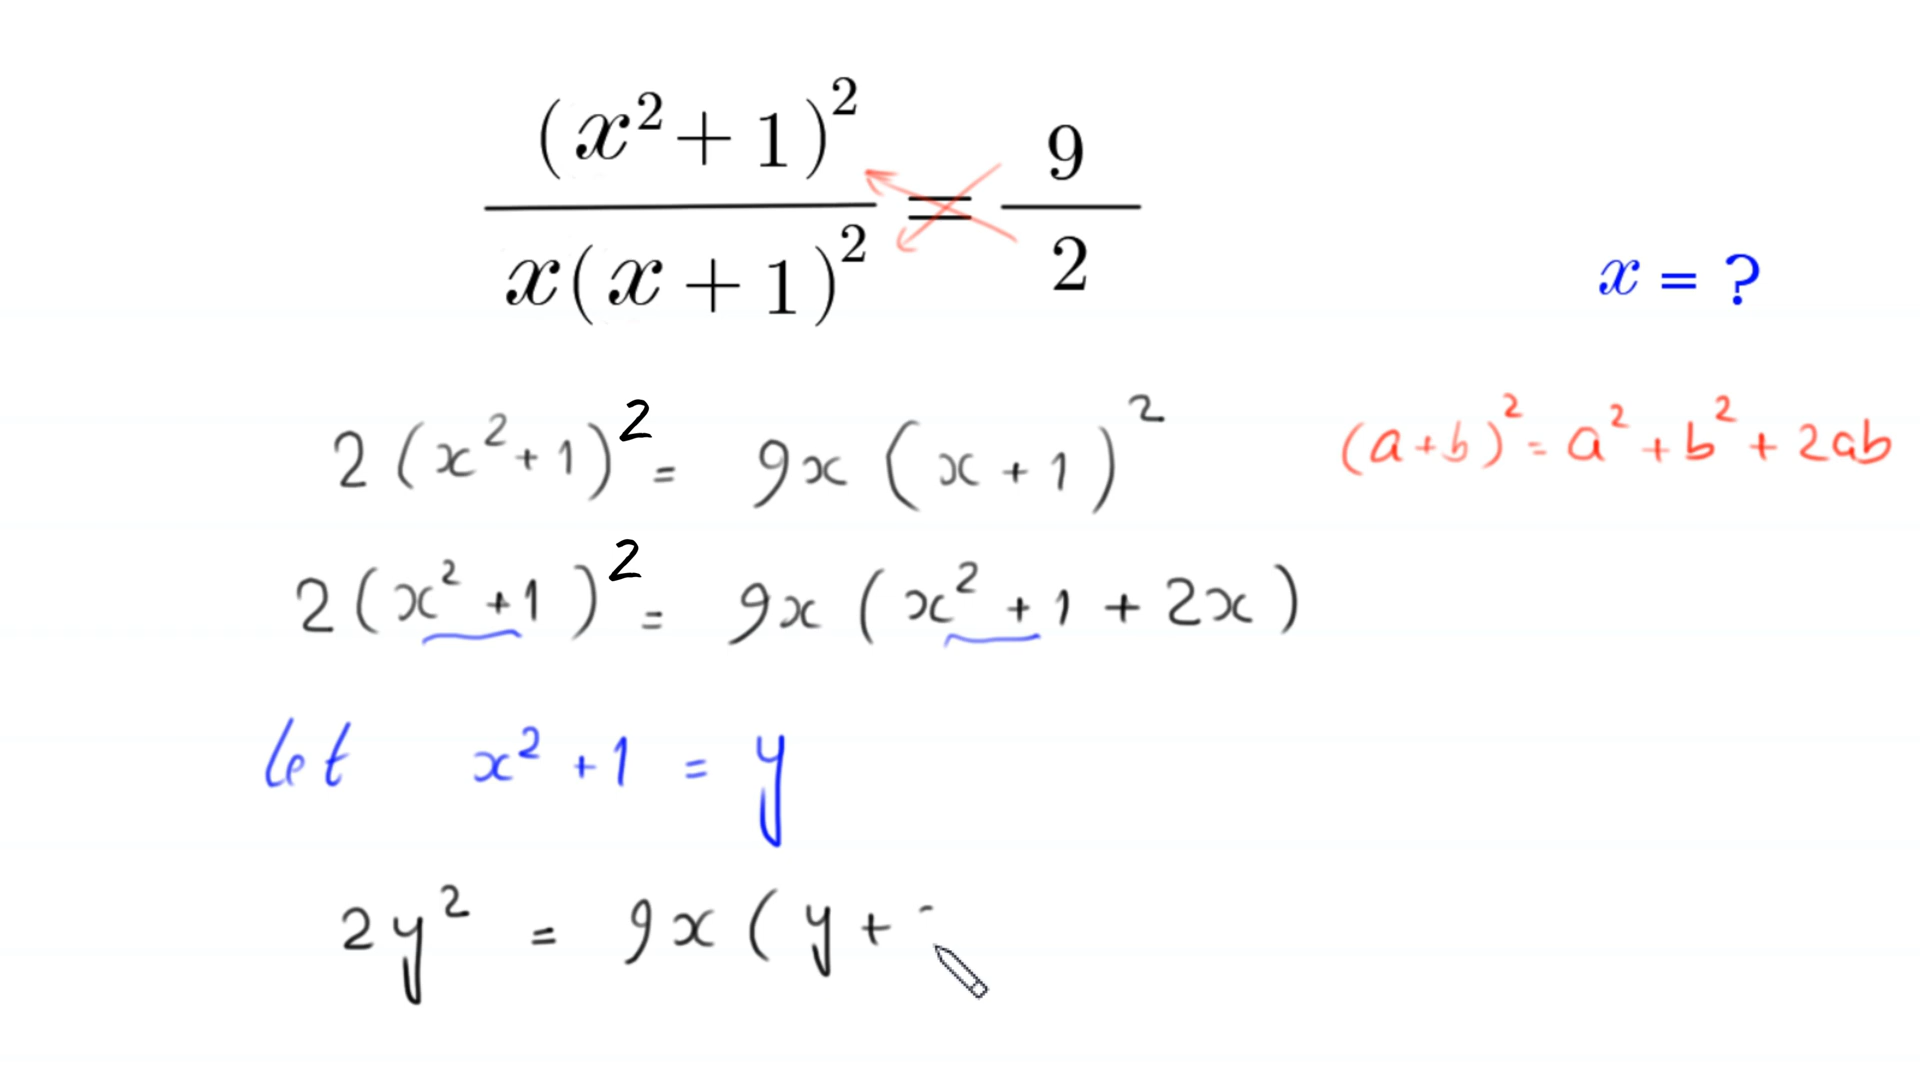 (x² + 1)² / x(x + 1)² = 9/2
x = ?
2(x² + 1)² = 9x(x + 1)²
(a + b)² = a² + b² + 2ab
2(x² + 1)² = 9x(x² + 1 + 2x)
let x² + 1 = y
2y² = 9x(y +